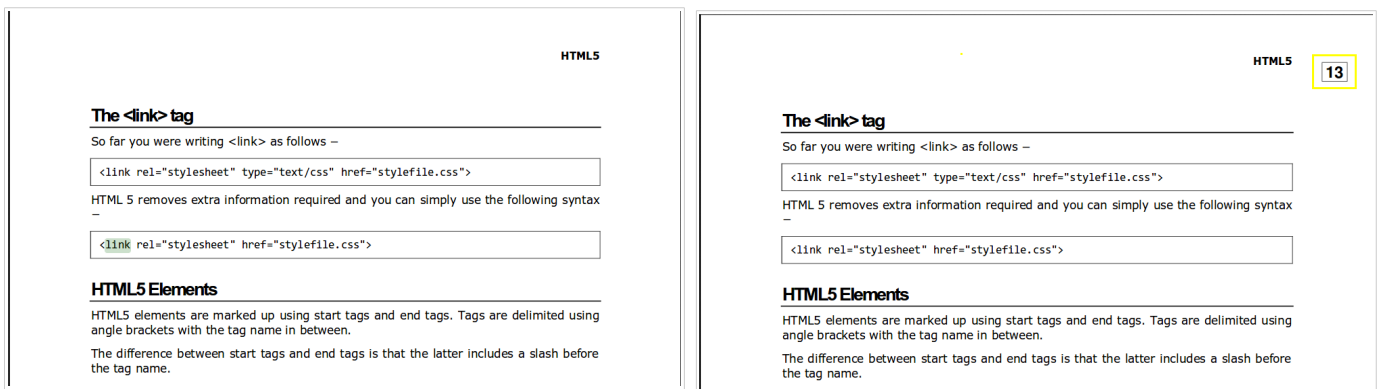 HTML5
The <link> tag
So far you were writing <link> as follows −
<link rel="stylesheet" type="text/css" href="stylefile.css">
HTML 5 removes extra information required and you can simply use the following syntax
−
<link rel="stylesheet" href="stylefile.css">
HTML5 Elements
HTML5 elements are marked up using start tags and end tags. Tags are delimited using
angle brackets with the tag name in between.
The difference between start tags and end tags is that the latter includes a slash before
the tag name.
HTML5
13
The <link> tag
So far you were writing <link> as follows −
<link rel="stylesheet" type="text/css" href="stylefile.css">
HTML 5 removes extra information required and you can simply use the following syntax
−
<link rel="stylesheet" href="stylefile.css">
HTML5 Elements
HTML5 elements are marked up using start tags and end tags. Tags are delimited using
angle brackets with the tag name in between.
The difference between start tags and end tags is that the latter includes a slash before
the tag name.